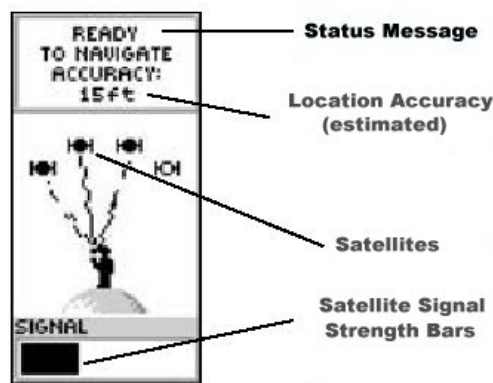 READY
TO NAVIGATE
ACCURACY:
15ft
SIGNAL
Status Message
Location Accuracy
(estimated)
Satellites
Satellite Signal
Strength Bars